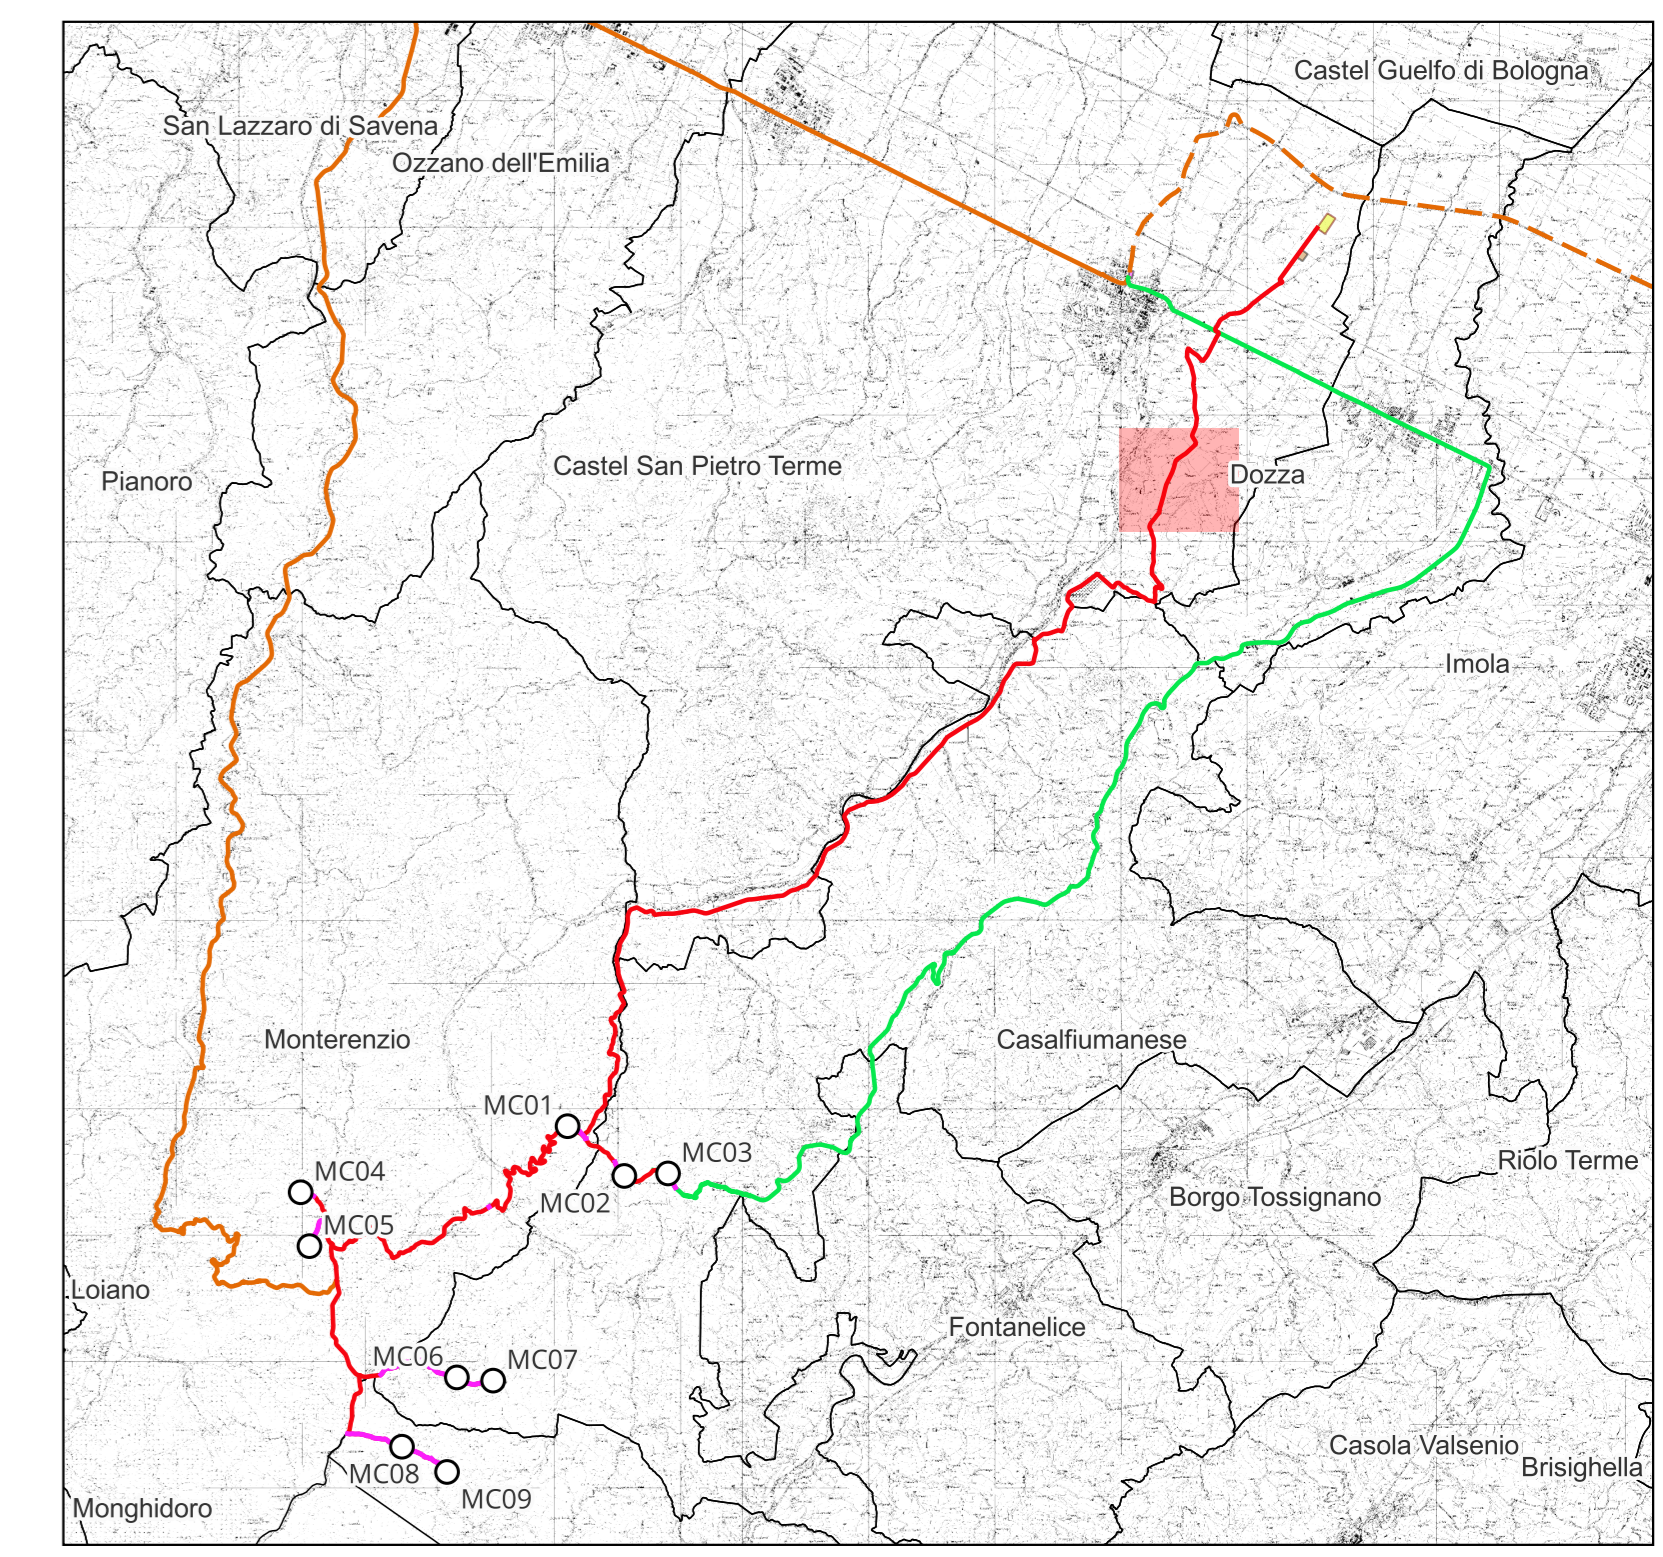 Castel Guelfo di Bologna
San Lazzaro di Savena
Ozzano dell'Emilia
Castel San Pietro Terme
Dozza
Pianoro
Imola
Monterenzio
Casalfiumanese
MC01
MC03
MC02
MC04
MC05
Riolo Terme
Borgo Tossignano
Loiano
Fontanelice
MC06
MC07
Casola Valsenio
Brisighella
MC08
MC09
Monghidoro